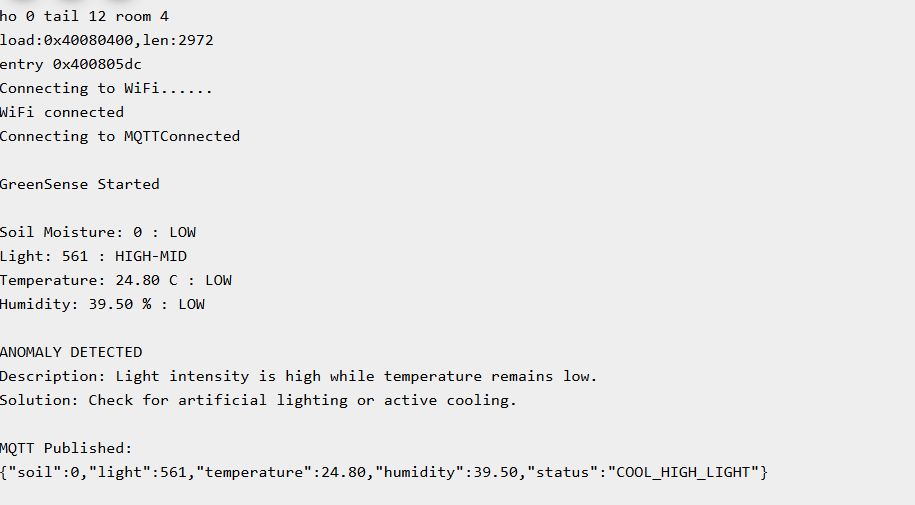 ho 0 tail 12 room 4
load:0x40080400,len:2972
entry 0x400805dc
Connecting to WiFi......
WiFi connected
Connecting to MQTTConnected
GreenSense Started
Soil Moisture: 0 : LOW
Light: 561 : HIGH-MID
Temperature: 24.80 C : LOW
Humidity: 39.50 % : LOW
ANOMALY DETECTED
Description: Light intensity is high while temperature remains low.
Solution: Check for artificial lighting or active cooling.
MQTT Published:
{"soil":0,"light":561,"temperature":24.80,"humidity":39.50,"status":"COOL_HIGH_LIGHT"}